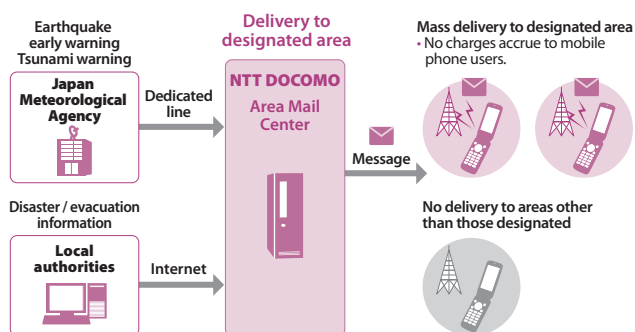 Earthquake
early warning
Tsunami warning
Japan
Meteorological
Agency
Dedicated
line
Disaster / evacuation
information
Local
authorities
Internet
Delivery to
designated area
NTT DOCOMO
Area Mail
Center
Message
Mass delivery to designated area
• No charges accrue to mobile
phone users.
No delivery to areas other
than those designated